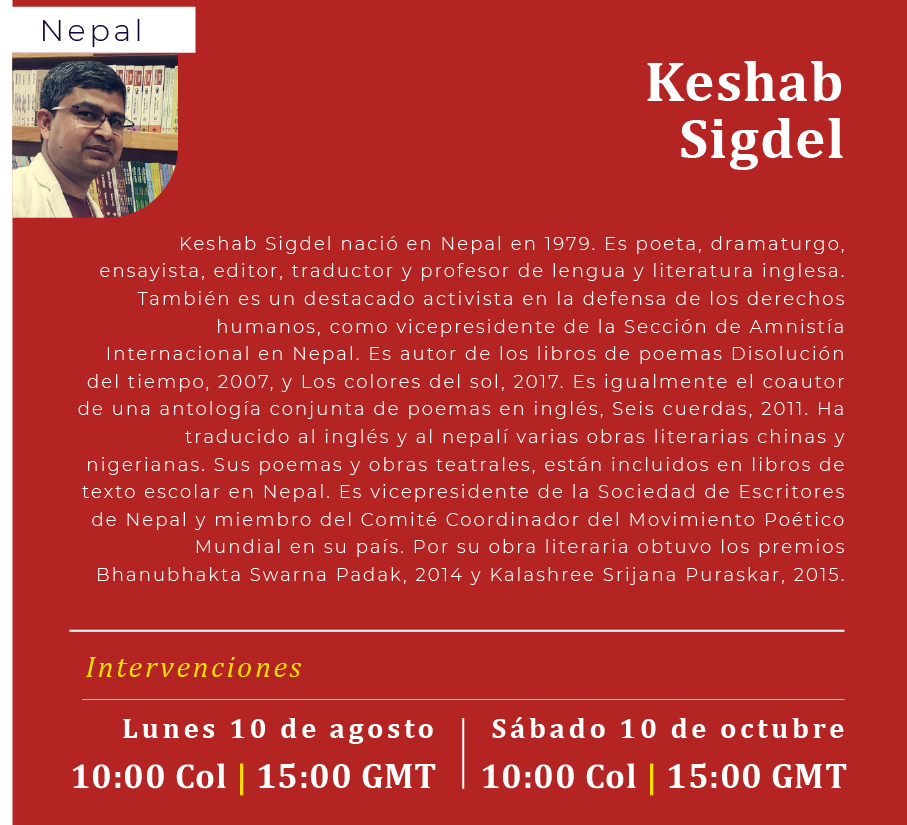 Nepal
Keshab
Sigdel
Keshab Sigdel nació en Nepal en 1979. Es poeta, dramaturgo,
ensayista, editor, traductor y profesor de lengua y literatura inglesa.
También es un destacado activista en la defensa de los derechos
humanos, como vicepresidente de la Sección de Amnistía
Internacional en Nepal. Es autor de los libros de poemas Disolución
del tiempo, 2007, y Los colores del sol, 2017. Es igualmente el coautor
de una antología conjunta de poemas en inglés, Seis cuerdas, 2011. Ha
traducido al inglés y al nepalí varias obras literarias chinas y
nigerianas. Sus poemas y obras teatrales, están incluidos en libros de
texto escolar en Nepal. Es vicepresidente de la Sociedad de Escritores
de Nepal y miembro del Comité Coordinador del Movimiento Poético
Mundial en su país. Por su obra literaria obtuvo los premios
Bhanubhakta Swarna Padak, 2014 y Kalashree Srijana Puraskar, 2015.
Intervenciones
Lunes 10 de agosto
10:00 Col | 15:00 GMT
Sábado 10 de octubre
10:00 Col | 15:00 GMT